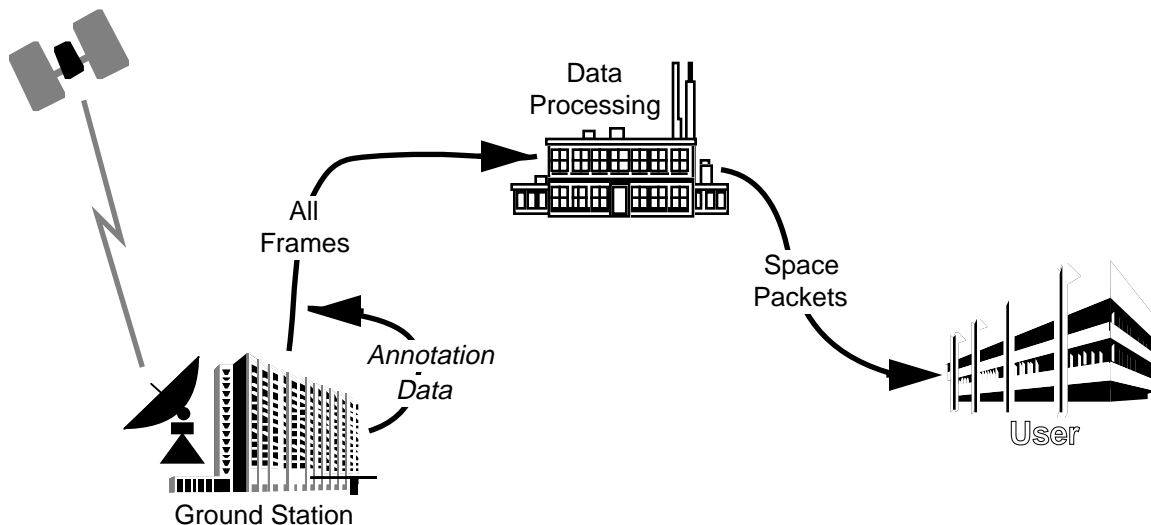 Data
Processing
All
Frames
Space
Packets
Annotation
Data
User
Ground Station